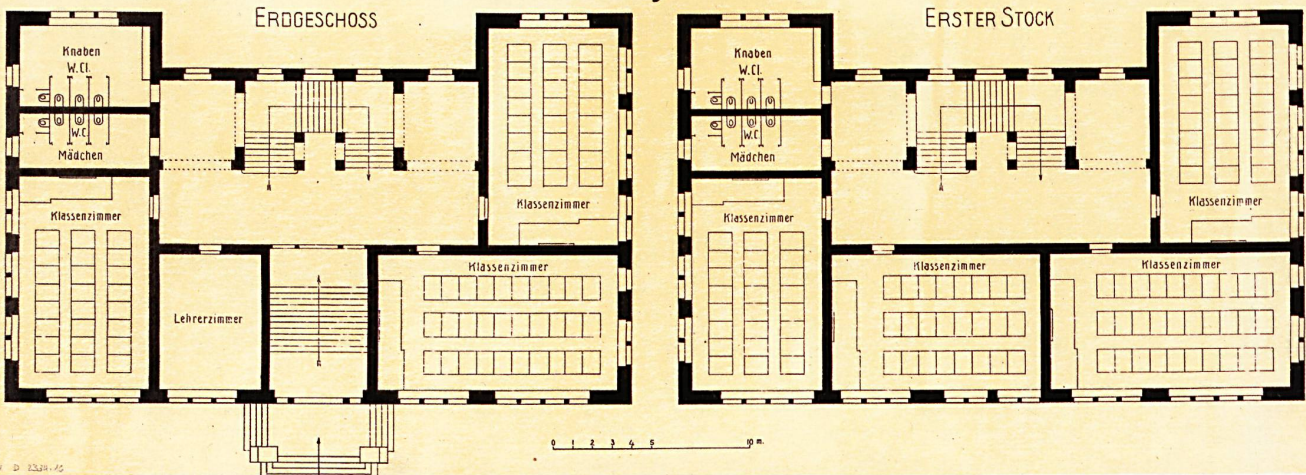 ERDGESCHOSS
Knaben
W.Cl.
W.C.
Mädchen
Klassenzimmer
Klassenzimmer
Lehrerzimmer
Klassenzimmer
ERSTER STOCK
Knaben
W.Cl.
W.C.
Mädchen
Klassenzimmer
Klassenzimmer
Klassenzimmer
Klassenzimmer
0 1 2 3 4 5 10 m.